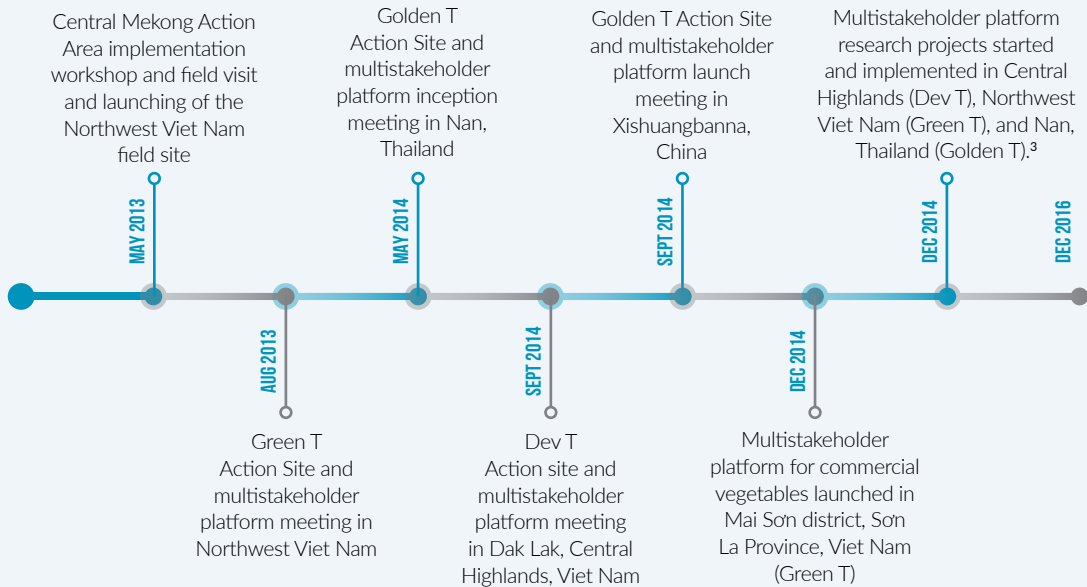 Central Mekong Action
Area implementation
workshop and field visit
and launching of the
Northwest Viet Nam
field site
MAY 2013
Green T
Action Site and
multistakeholder
platform meeting in
Northwest Viet Nam
AUG 2013
Golden T
Action Site and
multistakeholder
platform inception
meeting in Nan,
Thailand
MAY 2014
Dev T
Action site and
multistakeholder
platform meeting
in Dak Lak, Central
Highlands, Viet Nam
SEPT 2014
Golden T Action Site
and multistakeholder
platform launch
meeting in
Xishuangbanna,
China
SEPT 2014
Multistakeholder
platform for commercial
vegetables launched in
Mai Sơn district, Sơn
La Province, Viet Nam
(Green T)
DEC 2014
Multistakeholder platform
research projects started
and implemented in Central
Highlands (Dev T), Northwest
Viet Nam (Green T), and Nan,
Thailand (Golden T).³
DEC 2014
DEC 2016